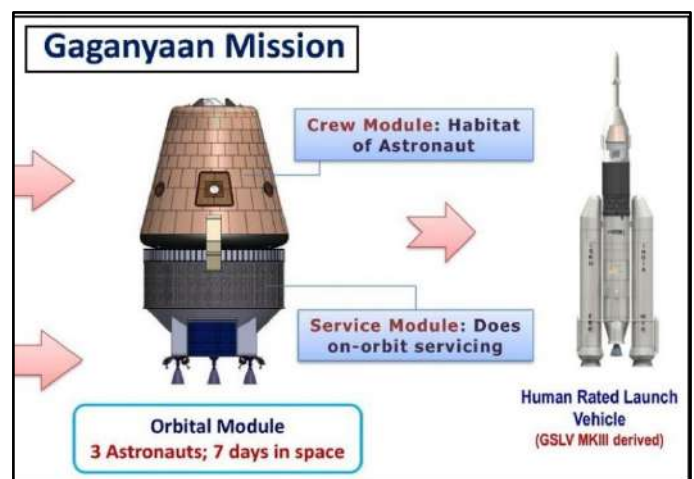 Gaganyaan Mission
Crew Module: Habitat
of Astronaut
Service Module: Does
on-orbit servicing
Orbital Module
3 Astronauts; 7 days in space
Human Rated Launch
Vehicle
(GSLV MKIII derived)